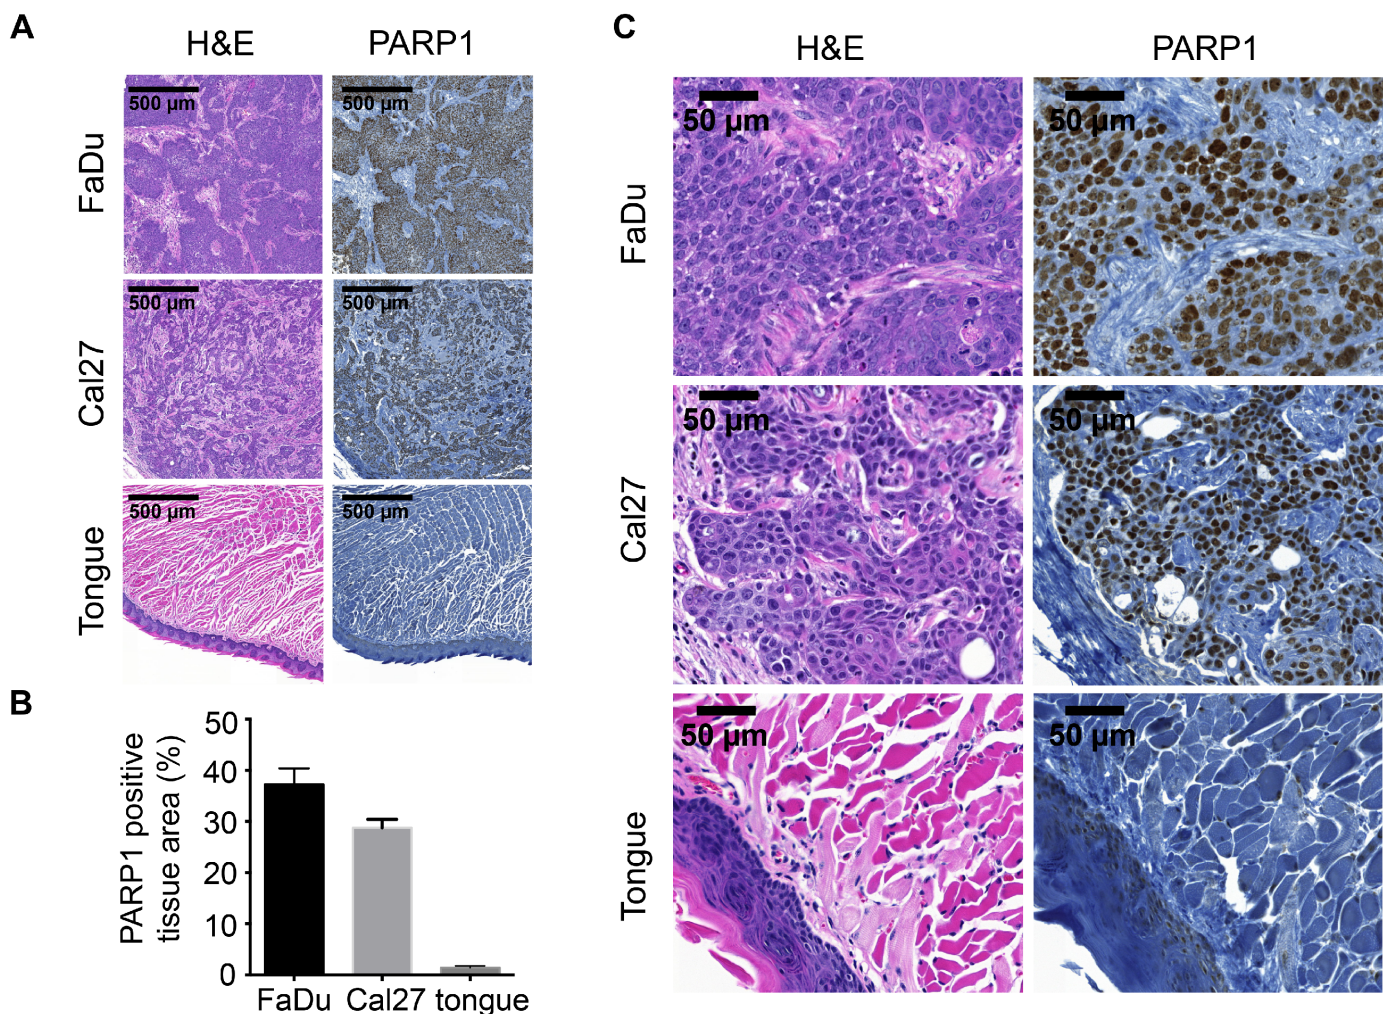 A
H&E
PARP1
FaDu
500 µm
500 µm
Cal27
500 µm
500 µm
Tongue
500 µm
500 µm
B
PARP1 positive
tissue area (%)
50
40
30
20
10
0
FaDu
Cal27
tongue
C
H&E
PARP1
FaDu
50 µm
50 µm
Cal27
50 µm
50 µm
Tongue
50 µm
50 µm